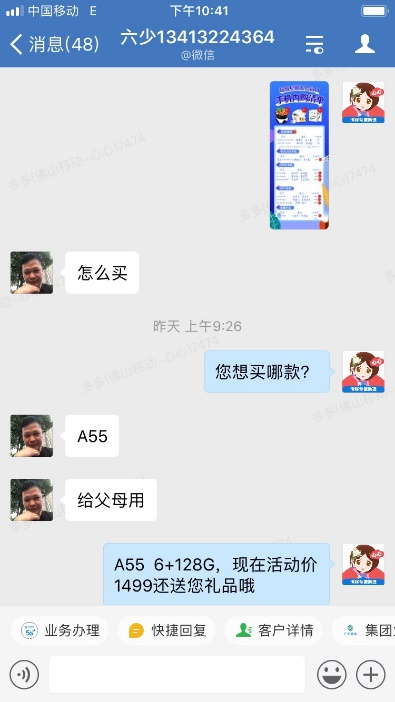 中国移动 E 下午10:41
消息(48) 六少13413224364
@微信
怎么买
昨天 上午9:26
您想买哪款?
A55
给父母用
A55 6+128G，现在活动价
1499还送您礼品哦
业务办理 快捷回复 客户详情 集团